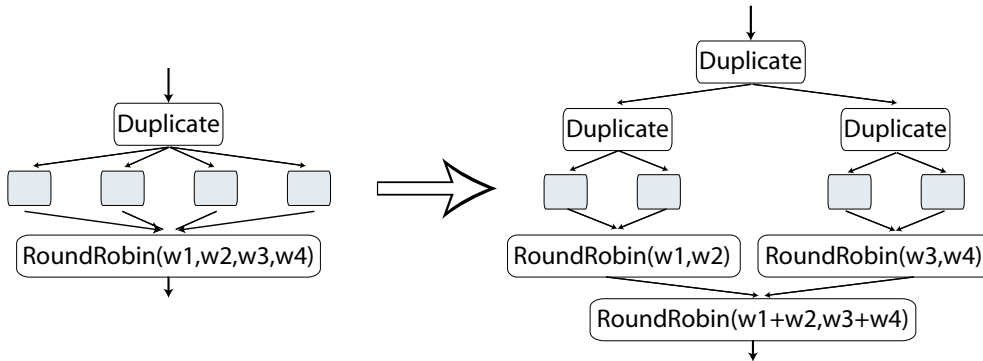 Duplicate
RoundRobin(w1,w2,w3,w4)
Duplicate
Duplicate
Duplicate
RoundRobin(w1,w2)
RoundRobin(w3,w4)
RoundRobin(w1+w2,w3+w4)